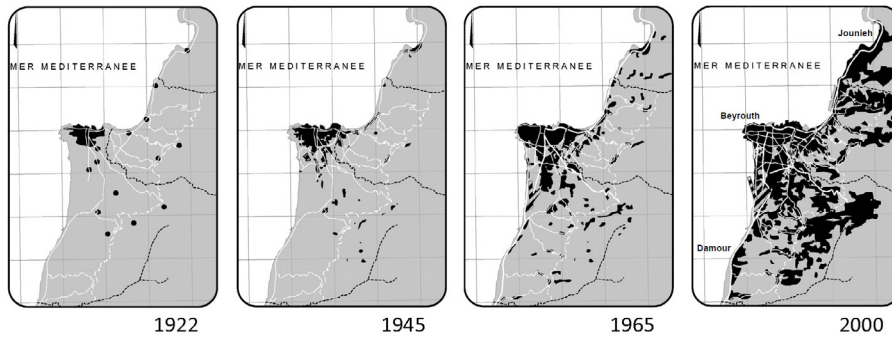 MER MEDITERRANEE
MER MEDITERRANEE
MER MEDITERRANEE
Jounieh
MER MEDITERRANEE
Beyrouth
Damour
1922
1945
1965
2000